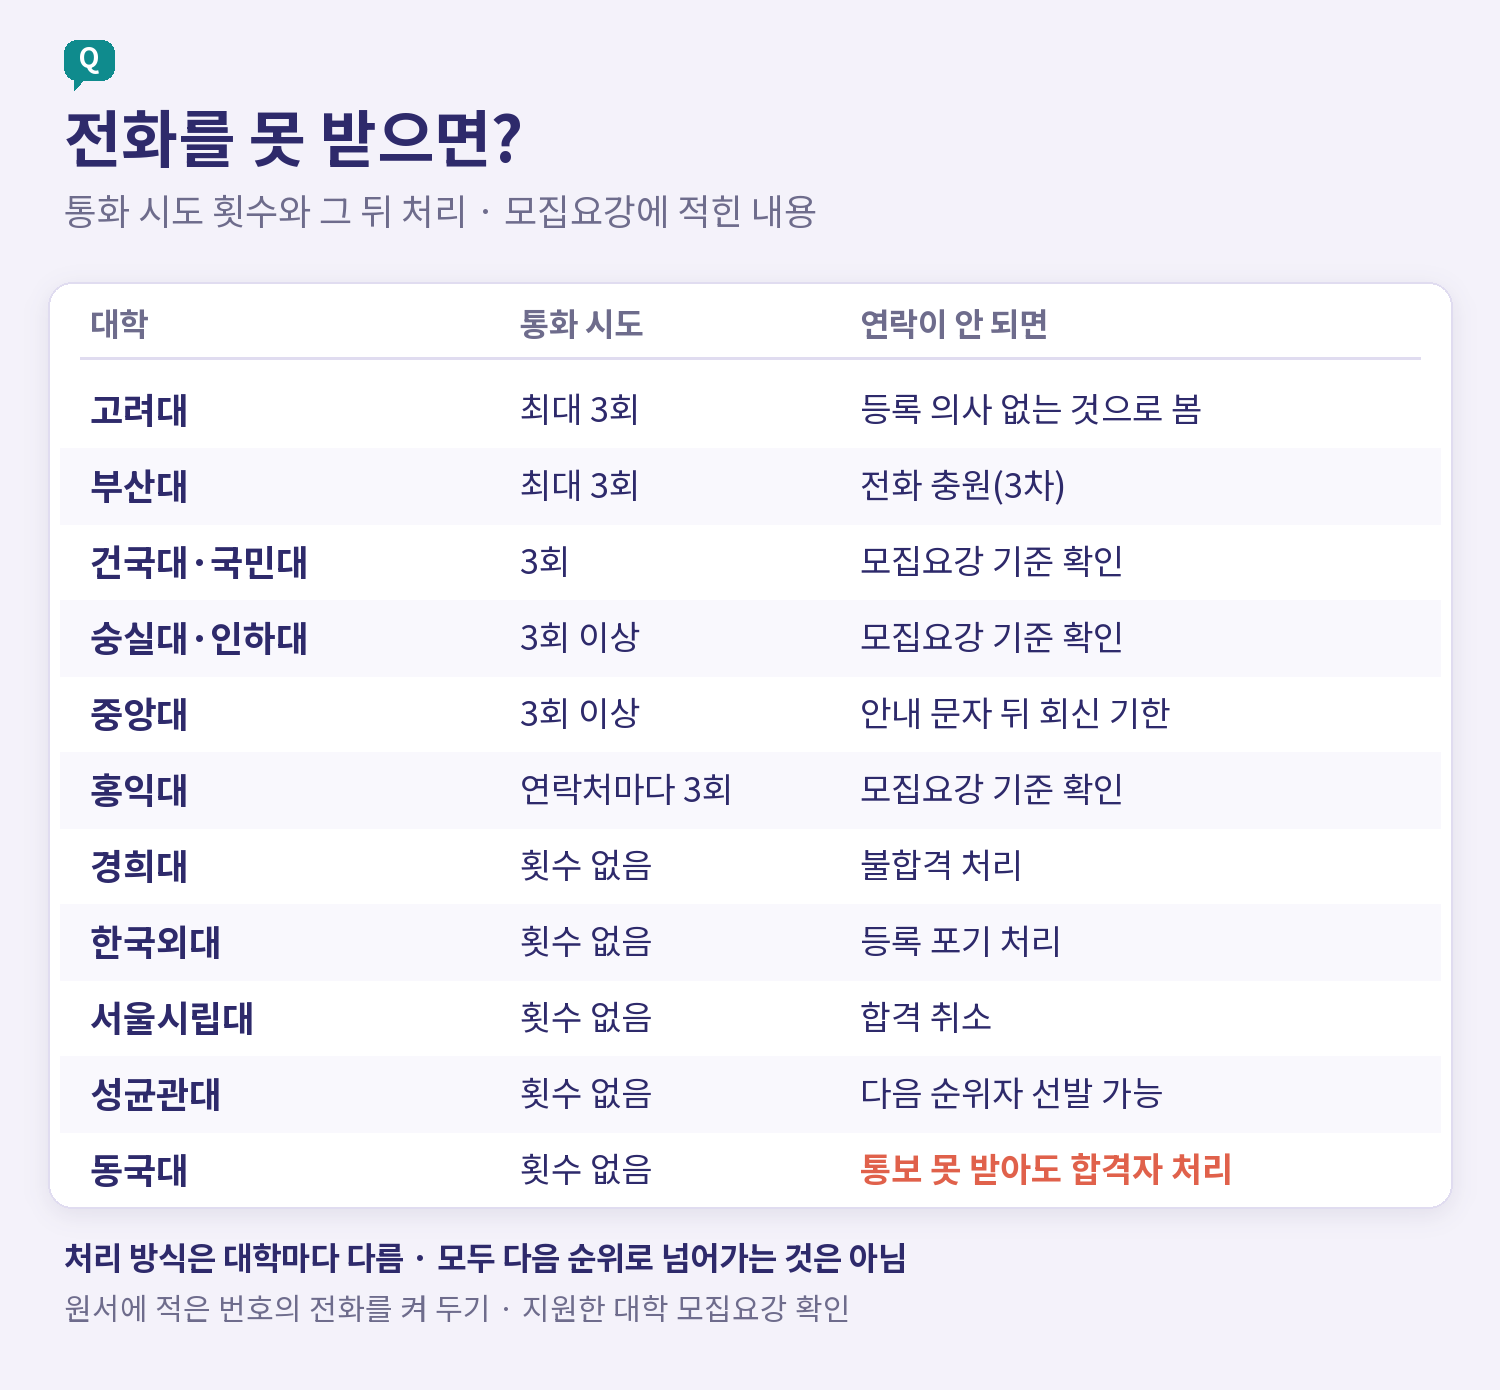 Q
전화를 못 받으면?
통화 시도 횟수와 그 뒤 처리 · 모집요강에 적힌 내용
대학 통화 시도 연락이 안 되면
고려대 최대 3회 등록 의사 없는 것으로 봄
부산대 최대 3회 전화 충원(3차)
건국대·국민대 3회 모집요강 기준 확인
숭실대·인하대 3회 이상 모집요강 기준 확인
중앙대 3회 이상 안내 문자 뒤 회신 기한
홍익대 연락처마다 3회 모집요강 기준 확인
경희대 횟수 없음 불합격 처리
한국외대 횟수 없음 등록 포기 처리
서울시립대 횟수 없음 합격 취소
성균관대 횟수 없음 다음 순위자 선발 가능
동국대 횟수 없음 통보 못 받아도 합격자 처리
처리 방식은 대학마다 다름 · 모두 다음 순위로 넘어가는 것은 아님
원서에 적은 번호의 전화를 켜 두기 · 지원한 대학 모집요강 확인